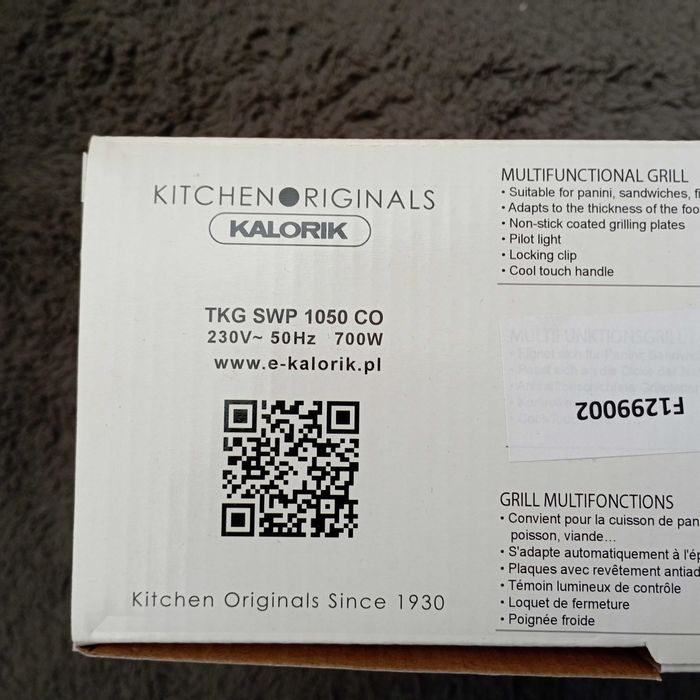 KITCHEN ORIGINALS
KALORIK
TKG SWP 1050 CO
230V~ 50Hz 700W
www.e-kalorik.pl
Kitchen Originals Since 1930
MULTIFUNCTIONAL GRILL
• Suitable for panini, sandwiches,
• Adapts to the thickness of the
• Non-stick coated grilling plates
• Pilot light
• Locking clip
• Cool touch handle
F1299002
GRILL MULTIFONCTIONS
• Convient pour la cuisson de
poisson, viande...
• S'adapte automatiquement à
• Plaques avec revêtement
• Témoin lumineux de contrôle
• Loquet de fermeture
• Poignée froide